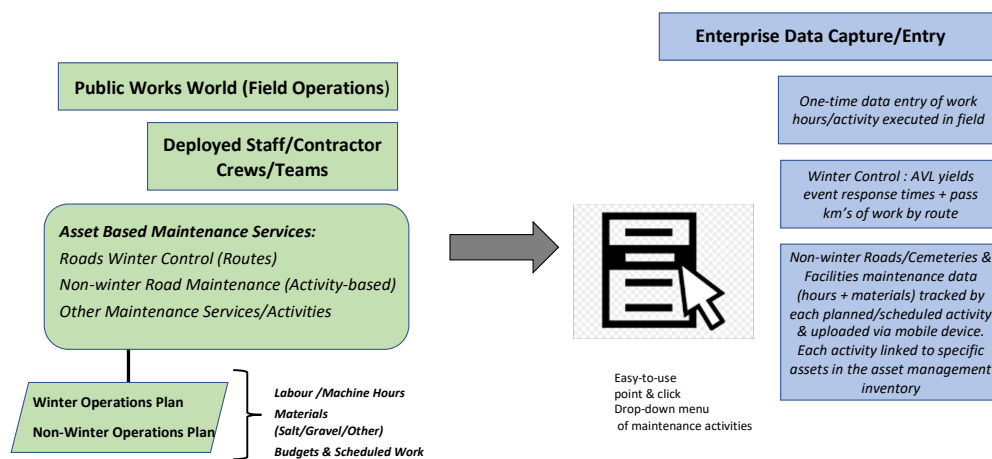 Public Works World (Field Operations)
Deployed Staff/Contractor
Crews/Teams
Asset Based Maintenance Services:
Roads Winter Control (Routes)
Non-winter Road Maintenance (Activity-based)
Other Maintenance Services/Activities
Winter Operations Plan
Non-Winter Operations Plan
Labour /Machine Hours
Materials
(Salt/Gravel/Other)
Budgets & Scheduled Work
Easy-to-use
point & click
Drop-down menu
of maintenance activities
Enterprise Data Capture/Entry
One-time data entry of work
hours/activity executed in field
Winter Control : AVL yields
event response times + pass
km's of work by route
Non-winter Roads/Cemeteries &
Facilities maintenance data
(hours + materials) tracked by
each planned/scheduled activity
& uploaded via mobile device.
Each activity linked to specific
assets in the asset management
inventory